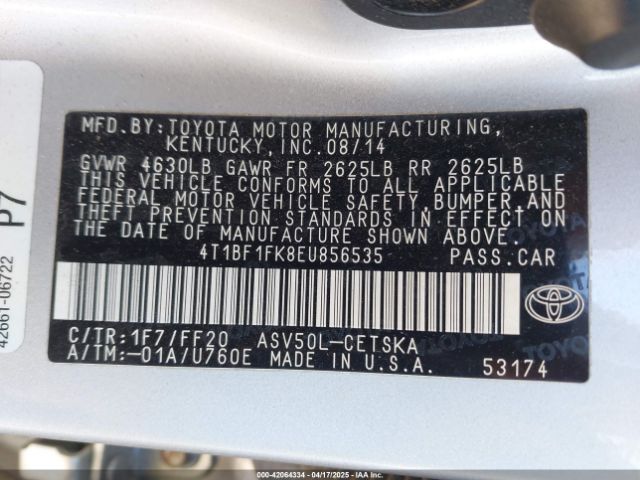 MFD.BY:TOYOTA MOTOR MANUFACTURING,
KENTUCKY, INC.08/14
GVWR 4630LB GAWR FR 2625LB RR 2625LB
THIS VEHICLE CONFORMS TO ALL APPLICABLE
FEDERAL MOTOR VEHICLE SAFETY, BUMPER, AND
THEFT PREVENTION STANDARDS IN EFFECT ON
THE DATE OF MANUFACTURE SHOWN ABOVE.
4T1BF1FK8EU856535 PASS.CAR
C/TR:1F7/FF20 ASV50L-CETSKA
A/TM:-01A/U760E MADE IN U.S.A. 53174
TOYOTA
P7
42661-06722
000-42064334 04/17/2025 IAAI.COM